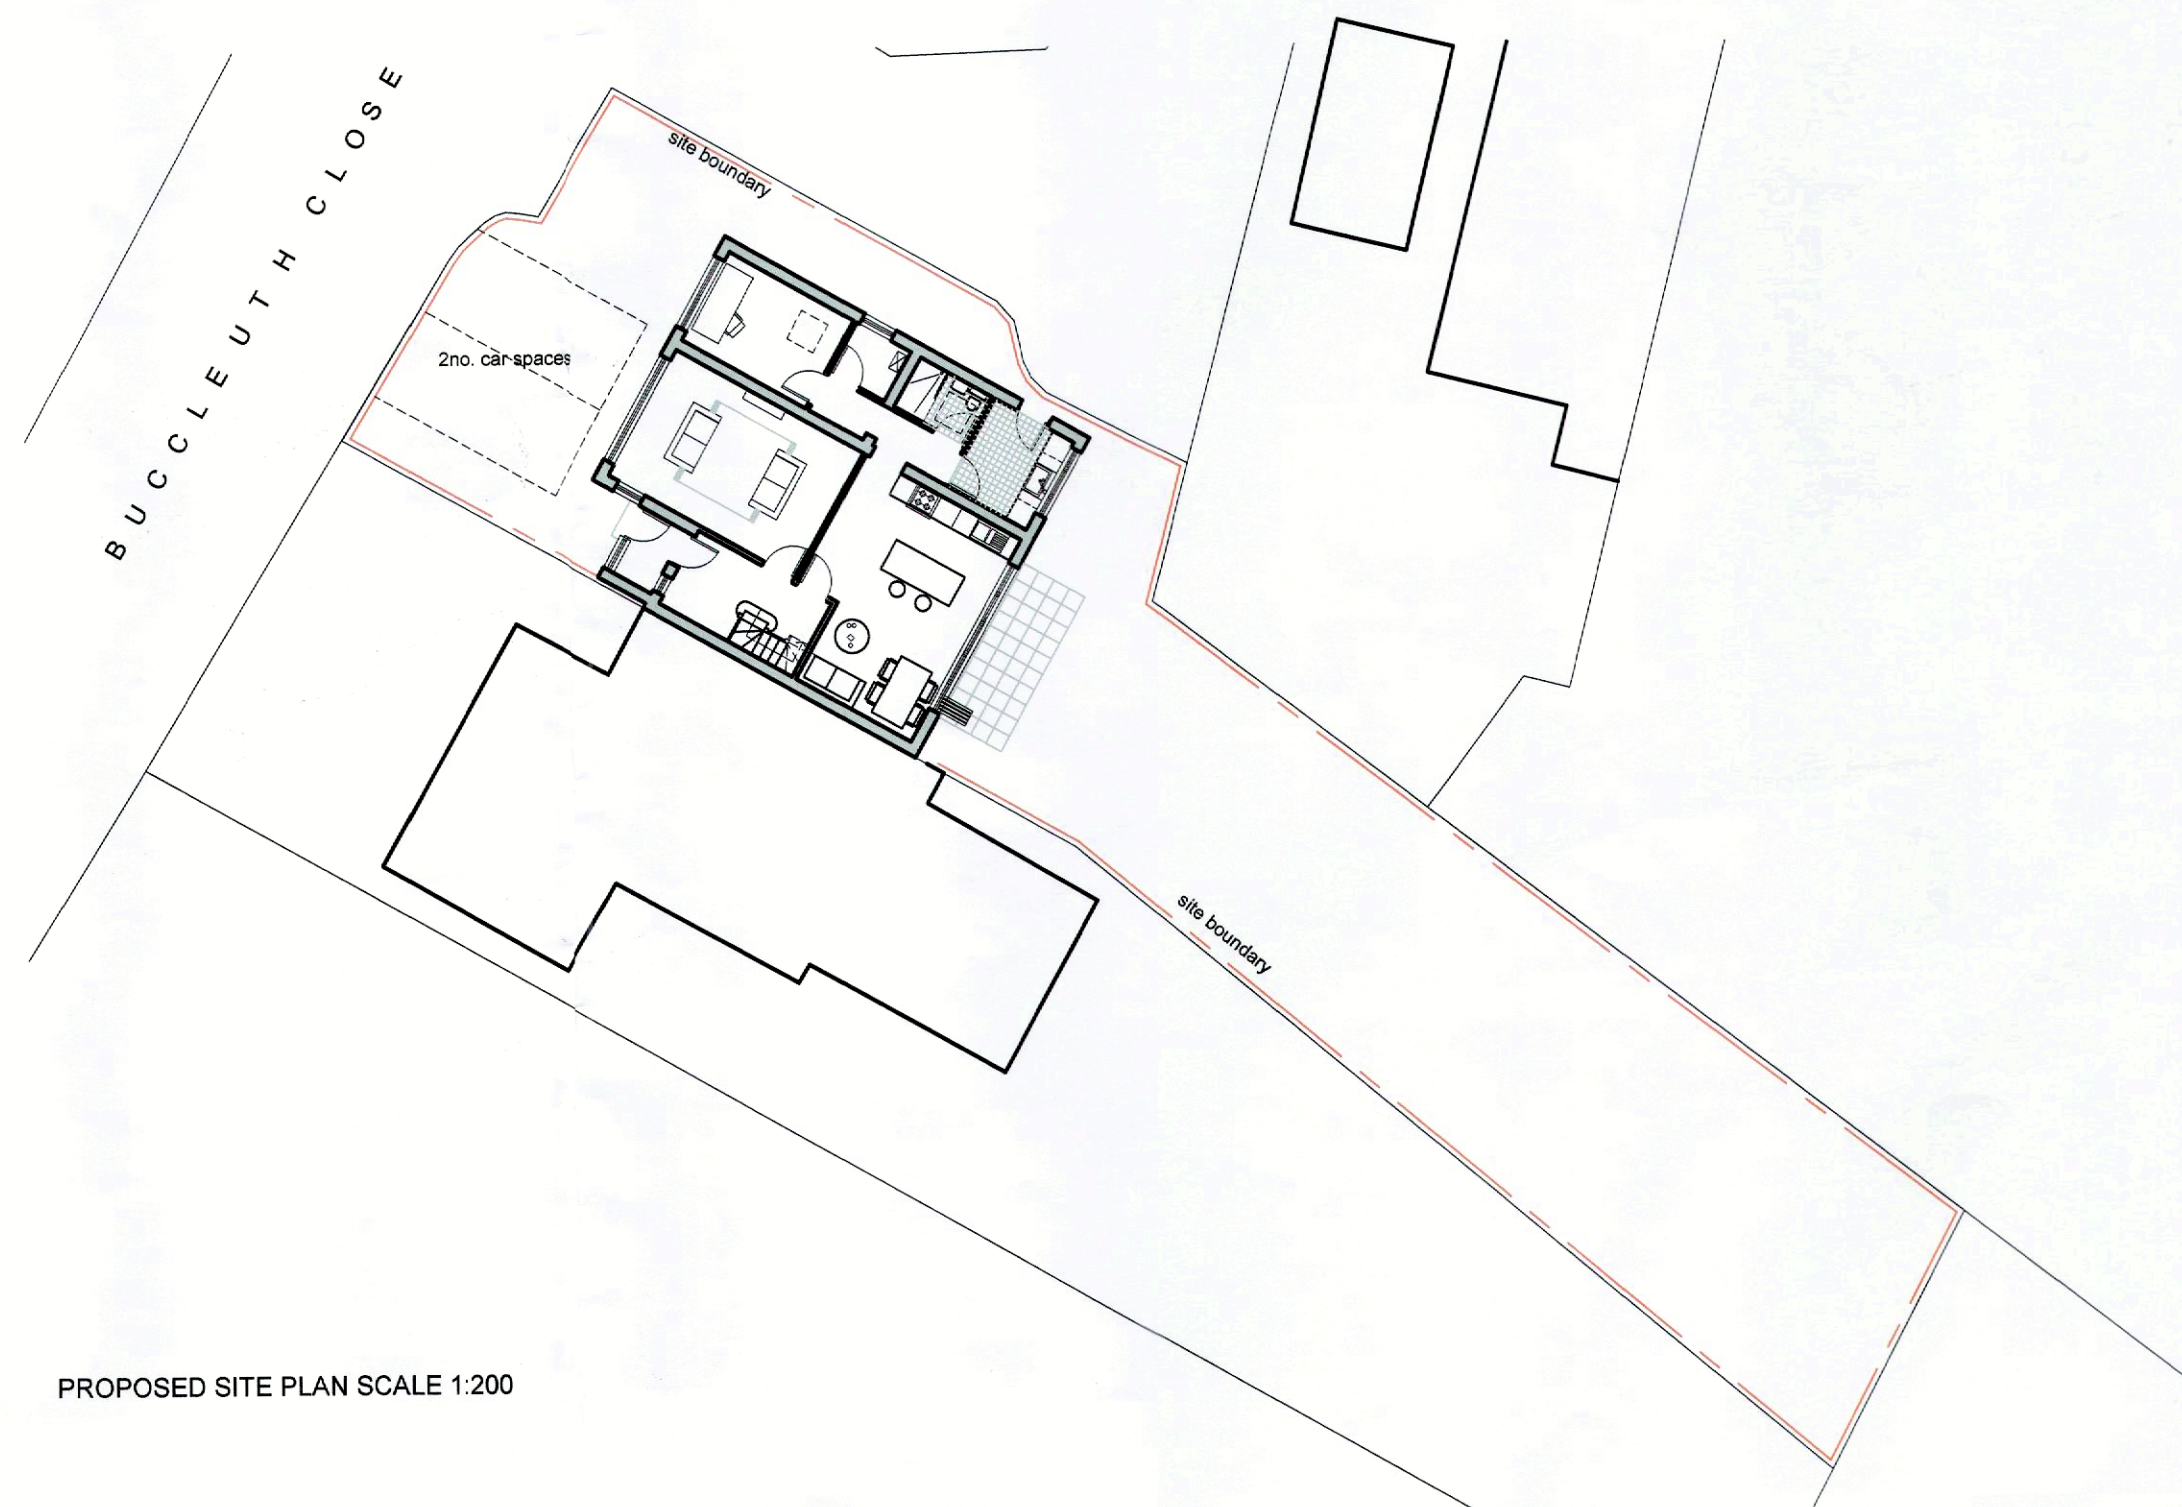 BUCCLEUTH CLOSE
site boundary
2no. car spaces
site boundary
PROPOSED SITE PLAN SCALE 1:200